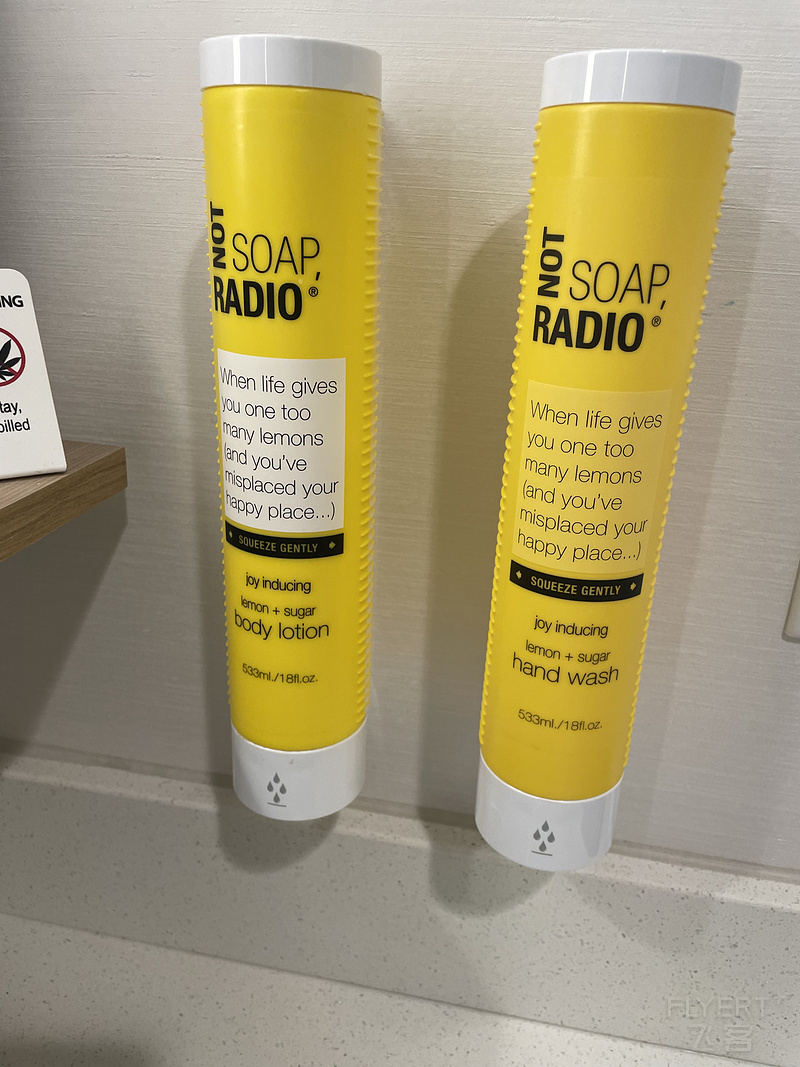 NG
tay,
billed
NOT
SOAP,
RADIO®
When life gives
you one too
many lemons
(and you've
misplaced your
happy place...)
SQUEEZE GENTLY
joy inducing
lemon + sugar
body lotion
533ml./18fl.oz.
NOT
SOAP,
RADIO®
When life gives
you one too
many lemons
(and you've
misplaced your
happy place...)
SQUEEZE GENTLY
joy inducing
lemon + sugar
hand wash
533ml./18fl.oz.
FLYERT
飞客